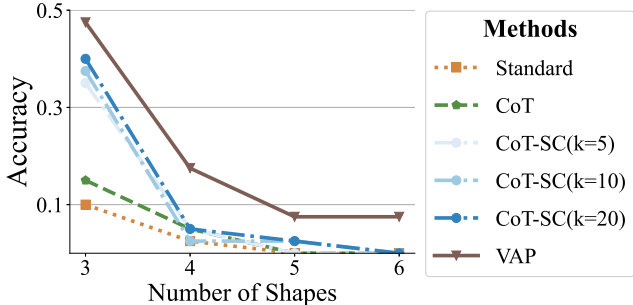 0.5
0.3
0.1
Accuracy
3
4
5
6
Number of Shapes
Methods
Standard
CoT
CoT-SC(k=5)
CoT-SC(k=10)
CoT-SC(k=20)
VAP